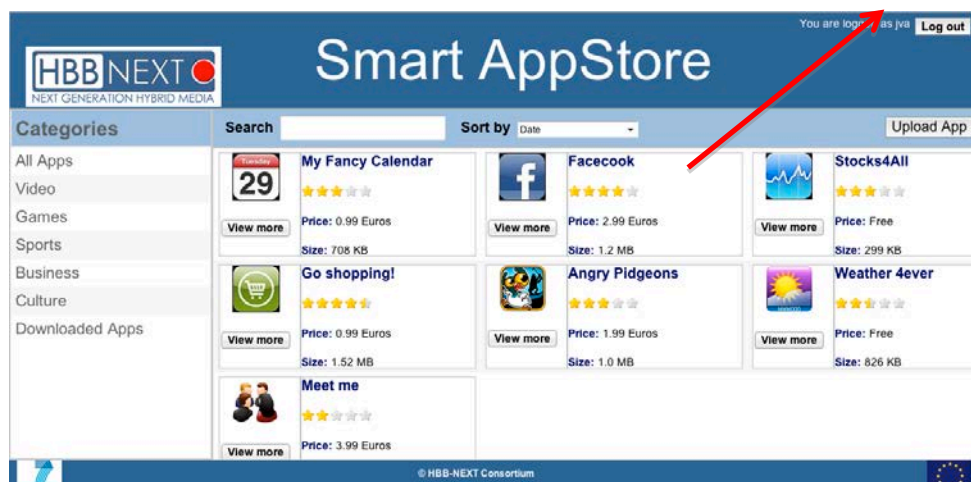 You are logged as jva Log out
HBB NEXT
NEXT GENERATION HYBRID MEDIA
Smart AppStore
Categories
Search
Sort by Date
Upload App
All Apps
Video
Games
Sports
Business
Culture
Downloaded Apps
Tuesday
29
My Fancy Calendar
View more
Price: 0.99 Euros
Size: 708 KB
f
Facecook
View more
Price: 2.99 Euros
Size: 1.2 MB
Stocks4All
View more
Price: Free
Size: 299 KB
Go shopping!
View more
Price: 0.99 Euros
Size: 1.52 MB
Angry Pidgeons
View more
Price: 1.99 Euros
Size: 1.0 MB
Weather 4ever
View more
Price: Free
Size: 826 KB
Meet me
View more
Price: 3.99 Euros
7
© HBB-NEXT Consortium